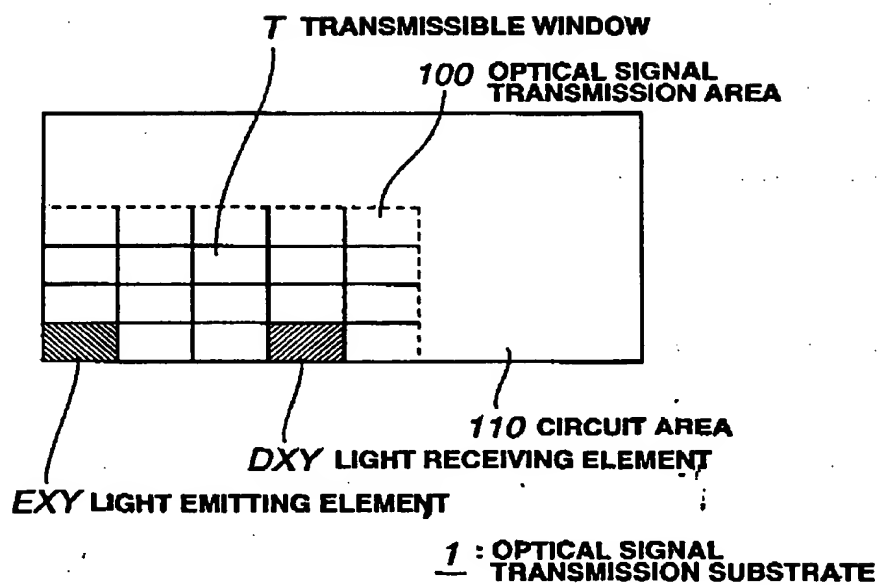 T TRANSMISSIBLE WINDOW
100 OPTICAL SIGNAL
TRANSMISSION AREA
110 CIRCUIT AREA
DXY LIGHT RECEIVING ELEMENT
EXY LIGHT EMITTING ELEMENT
1 : OPTICAL SIGNAL
TRANSMISSION SUBSTRATE